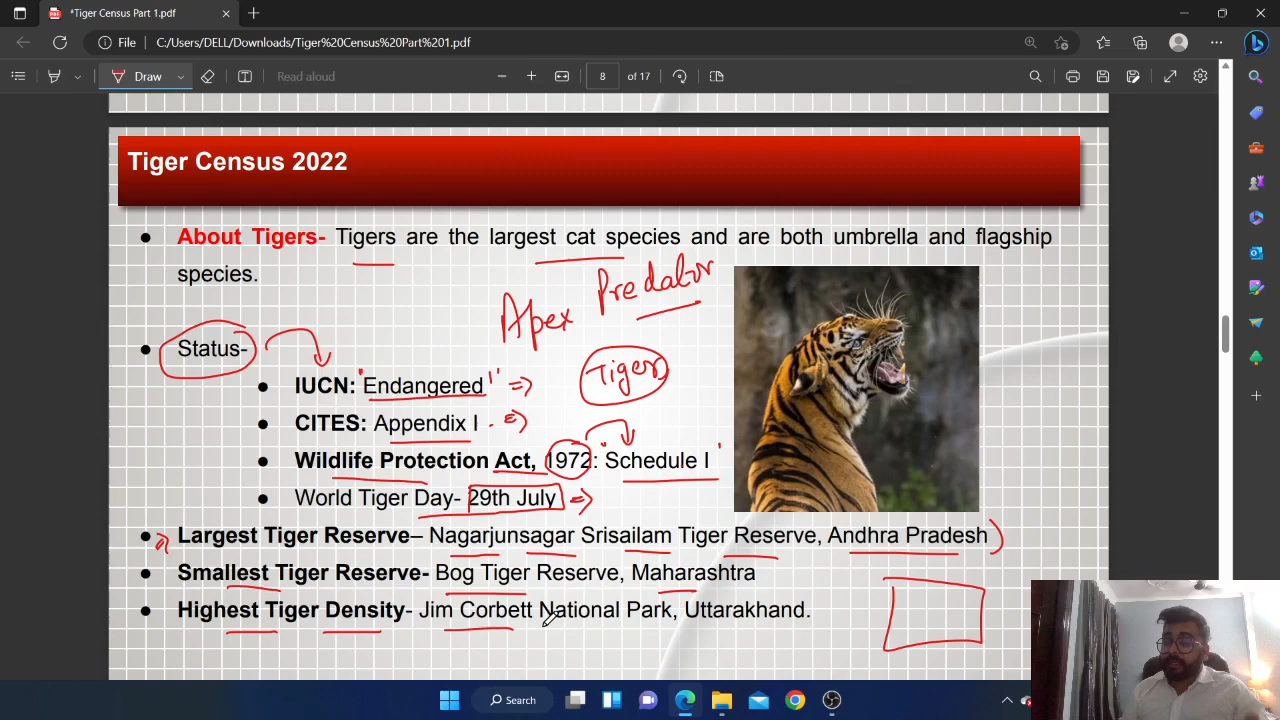 *Tiger Census Part 1.pdf
File C:/Users/DELL/Downloads/Tiger%20Census%20Part%201.pdf
Draw Read aloud 8 of 17
Tiger Census 2022
About Tigers- Tigers are the largest cat species and are both umbrella and flagship
species.
Apex Predator
Status-
Tiger
IUCN: "Endangered"
CITES: Appendix I
Wildlife Protection Act, 1972: "Schedule I"
World Tiger Day- 29th July
Largest Tiger Reserve– Nagarjunsagar Srisailam Tiger Reserve, Andhra Pradesh
Smallest Tiger Reserve- Bog Tiger Reserve, Maharashtra
Highest Tiger Density- Jim Corbett National Park, Uttarakhand.
Search